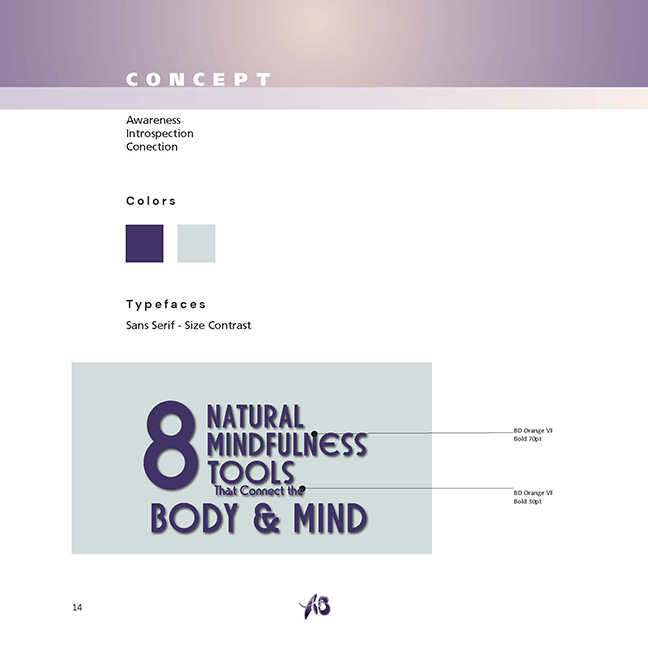 CONCEPT
Awareness
Introspection
Conection
Colors
Typefaces
Sans Serif - Size Contrast
8 NATURAL
MINDFULNESS
TOOLS
That Connect the
BODY & MIND
BD Orange VF
Bold 70pt
BD Orange VF
Bold 30pt
14
AB